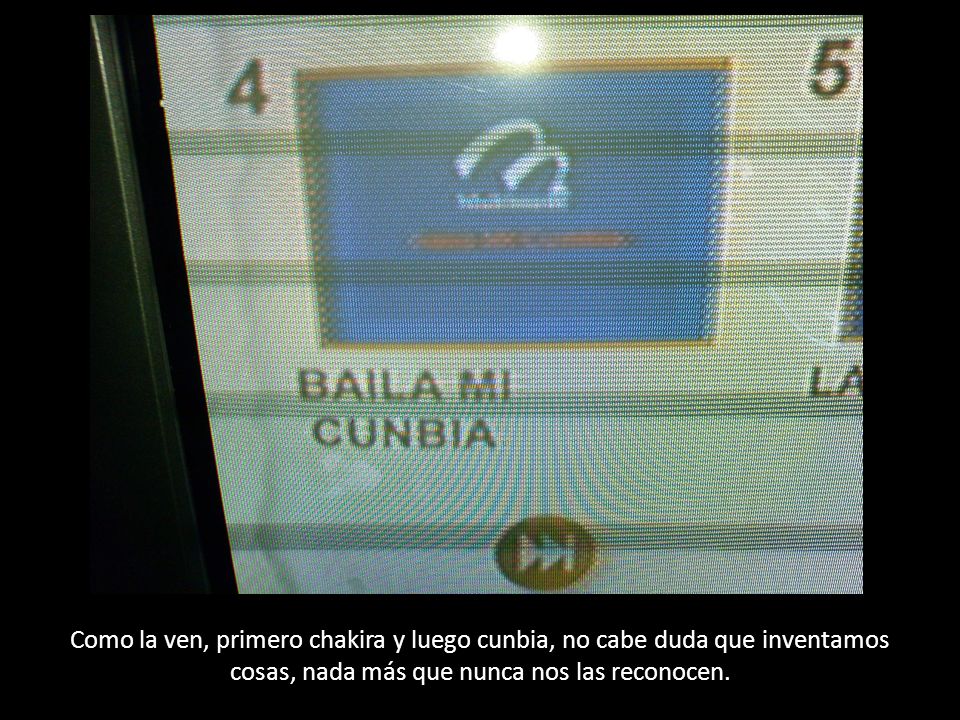 4
5
BAILA MI
CUNBIA
LA
Como la ven, primero chakira y luego cunbia, no cabe duda que inventamos
cosas, nada más que nunca nos las reconocen.